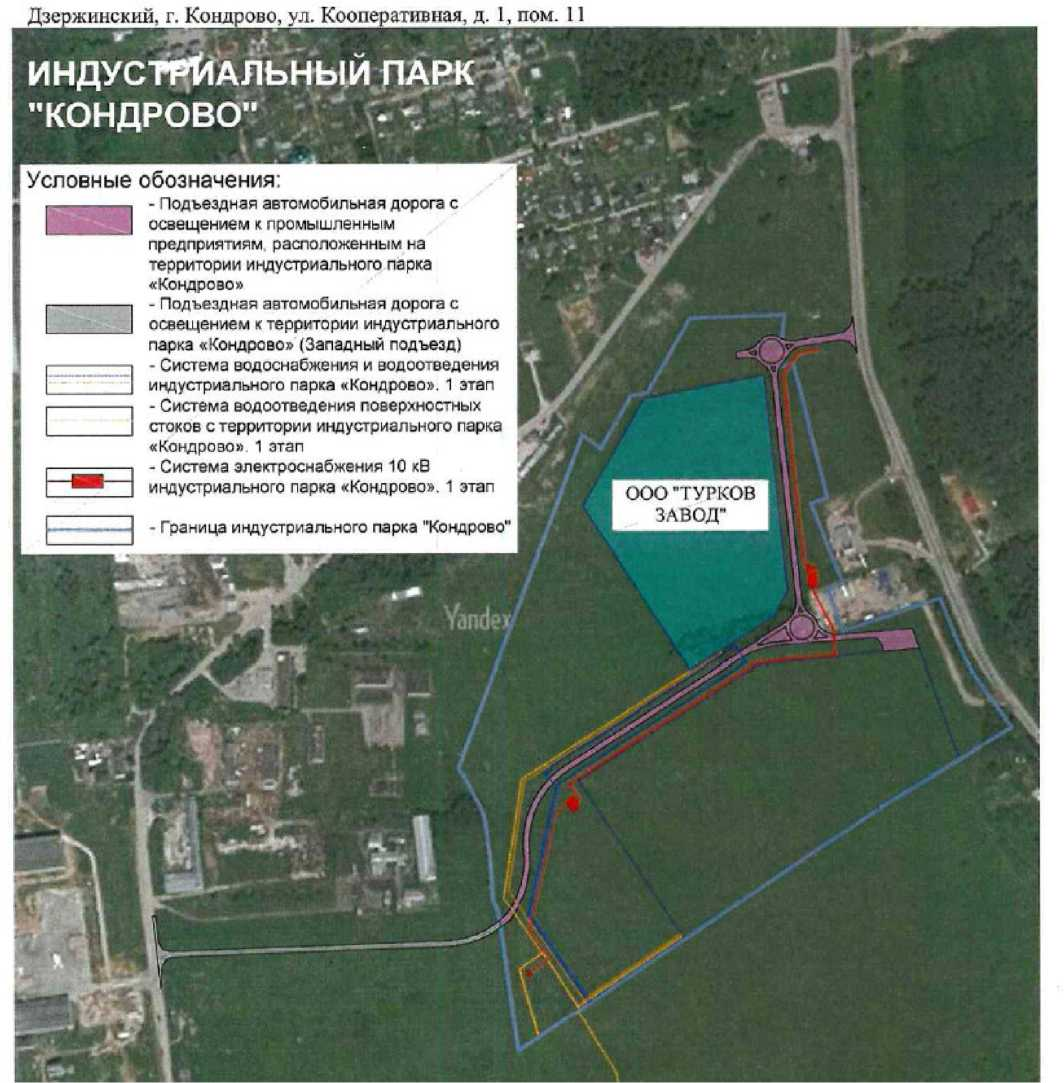 Дзержинский, г. Кондрово, ул. Кооперативная, д. 1, пом. 11
ИНДУСТРИАЛЬНЫЙ ПАРК
"КОНДРОВО"
Условные обозначения:
- Подъездная автомобильная дорога с
освещением к промышленным
предприятиям, расположенным на
территории индустриального парка
«Кондрово»
- Подъездная автомобильная дорога с
освещением к территории индустриального
парка «Кондрово» (Западный подъезд)
- Система водоснабжения и водоотведения
индустриального парка «Кондрово». 1 этап
- Система водоотведения поверхностных
стоков с территории индустриального парка
«Кондрово». 1 этап
- Система электроснабжения 10 кВ
индустриального парка «Кондрово». 1 этап
- Граница индустриального парка "Кондрово"
ООО "ТУРКОВ
ЗАВОД"
Yandex